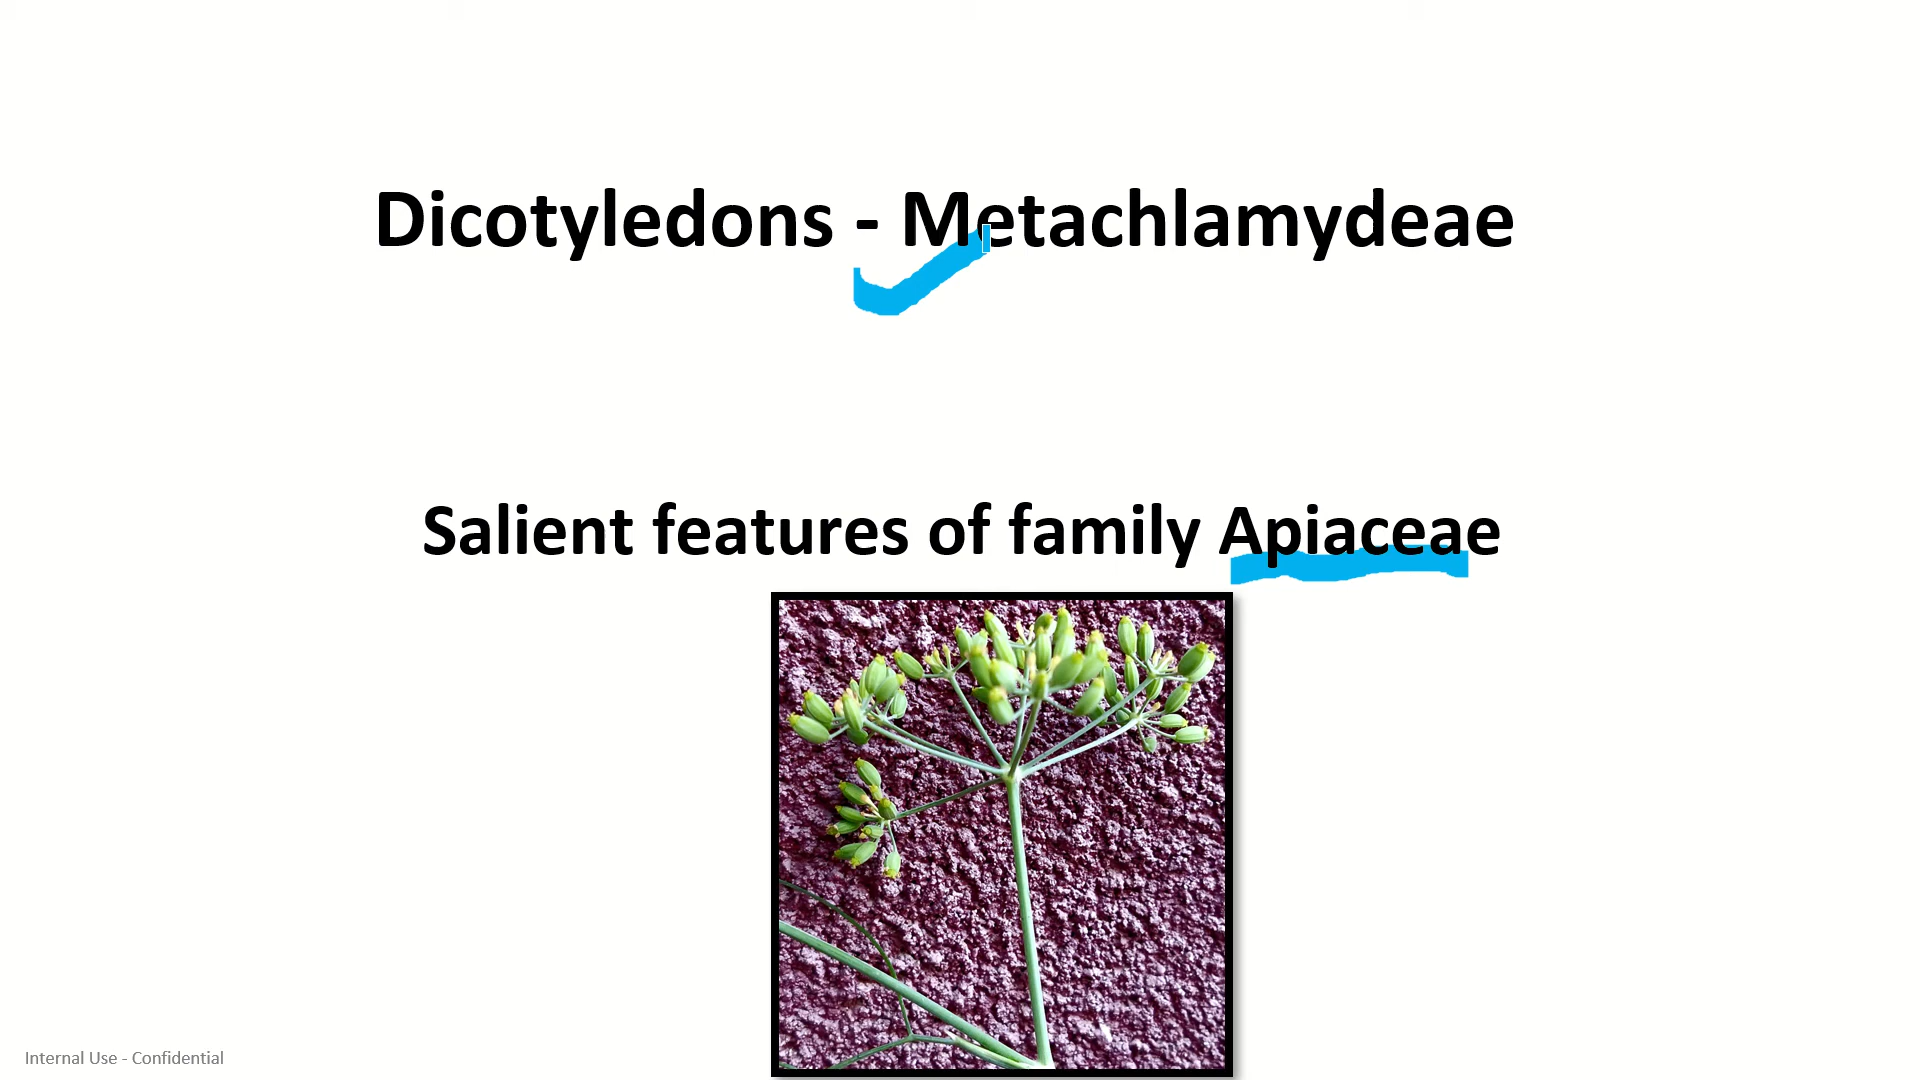 Dicotyledons - Metachlamydeae
Salient features of family Apiaceae
Internal Use - Confidential